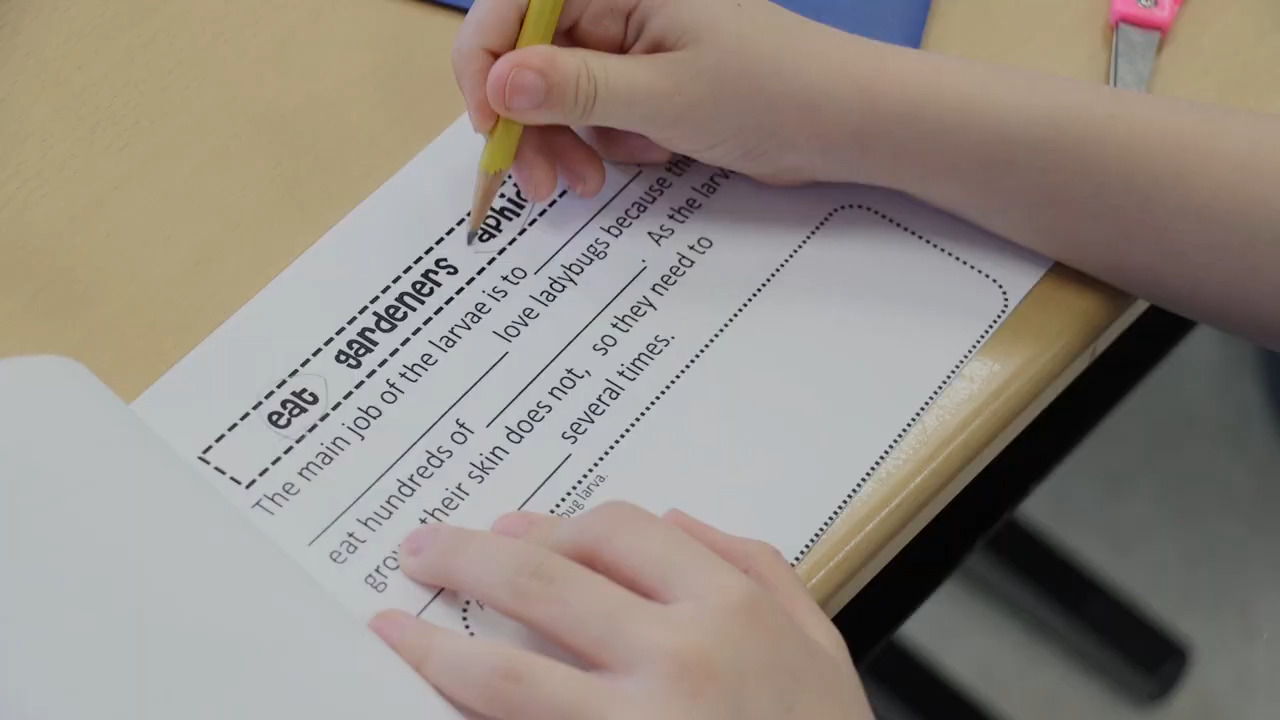 eat gardeners aphid
The main job of the larvae is to
love ladybugs because the
eat hundreds of . As the larv
their skin does not, so they need to
several times.
bug larva.